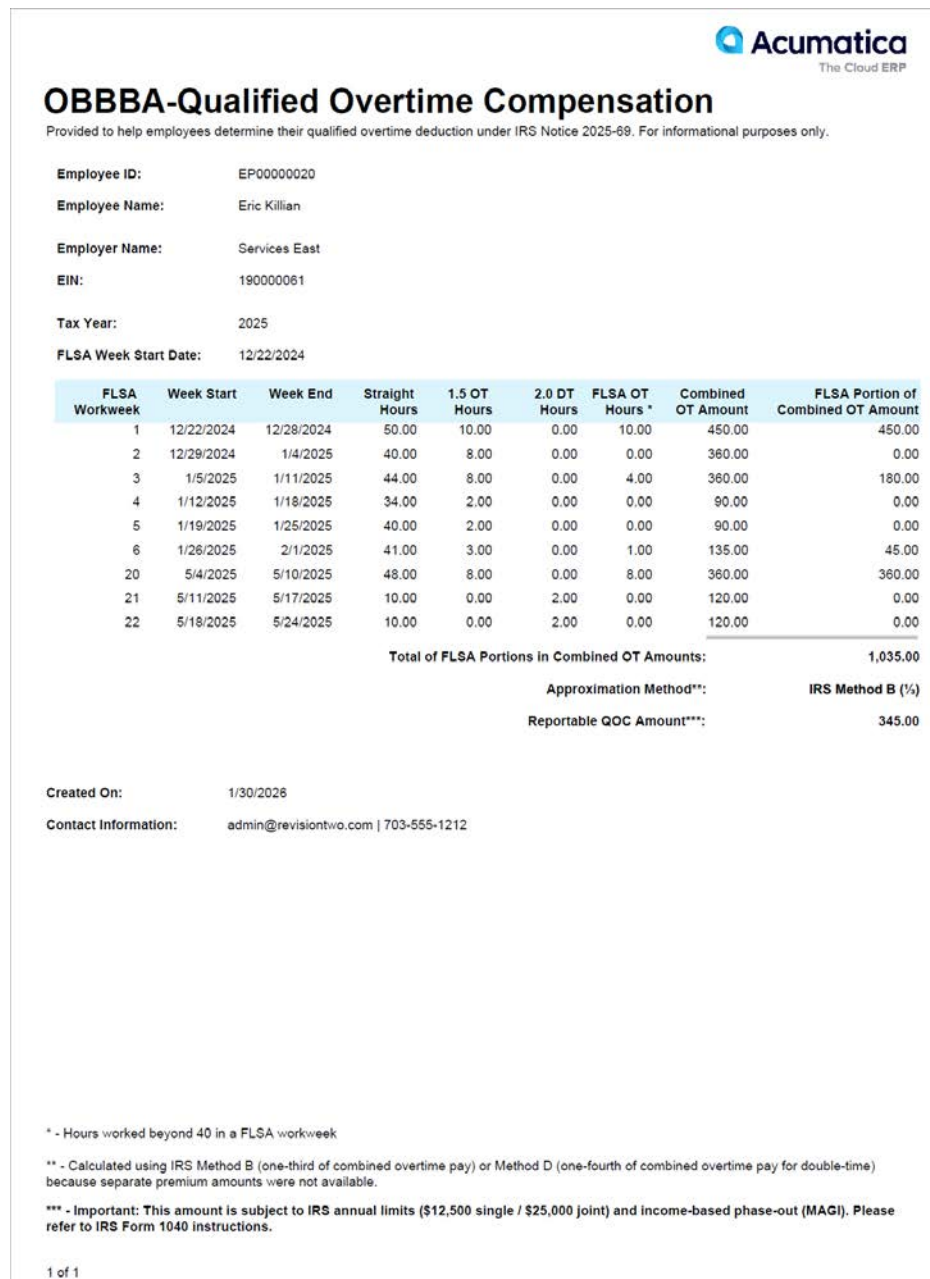 Acumatica
The Cloud ERP
OBBBA-Qualified Overtime Compensation
Provided to help employees determine their qualified overtime deduction under IRS Notice 2025-69. For informational purposes only.
Employee ID: EP00000020
Employee Name: Eric Killian
Employer Name: Services East
EIN: 190000061
Tax Year: 2025
FLSA Week Start Date: 12/22/2024
FLSA Week Start Week End Straight 1.5 OT 2.0 DT FLSA OT Combined FLSA Portion of
Workweek Hours Hours Hours Hours * OT Amount Combined OT Amount
1 12/22/2024 12/28/2024 50.00 10.00 0.00 10.00 450.00 450.00
2 12/29/2024 1/4/2025 40.00 8.00 0.00 0.00 360.00 0.00
3 1/5/2025 1/11/2025 44.00 8.00 0.00 4.00 360.00 180.00
4 1/12/2025 1/18/2025 34.00 2.00 0.00 0.00 90.00 0.00
5 1/19/2025 1/25/2025 40.00 2.00 0.00 0.00 90.00 0.00
6 1/26/2025 2/1/2025 41.00 3.00 0.00 1.00 135.00 45.00
20 5/4/2025 5/10/2025 48.00 8.00 0.00 8.00 360.00 360.00
21 5/11/2025 5/17/2025 10.00 0.00 2.00 0.00 120.00 0.00
22 5/18/2025 5/24/2025 10.00 0.00 2.00 0.00 120.00 0.00
Total of FLSA Portions in Combined OT Amounts: 1,035.00
Approximation Method**: IRS Method B (⅓)
Reportable QOC Amount***: 345.00
Created On: 1/30/2026
Contact Information: admin@revisiontwo.com | 703-555-1212
* - Hours worked beyond 40 in a FLSA workweek
** - Calculated using IRS Method B (one-third of combined overtime pay) or Method D (one-fourth of combined overtime pay for double-time)
because separate premium amounts were not available.
*** - Important: This amount is subject to IRS annual limits ($12,500 single / $25,000 joint) and income-based phase-out (MAGI). Please
refer to IRS Form 1040 instructions.
1 of 1